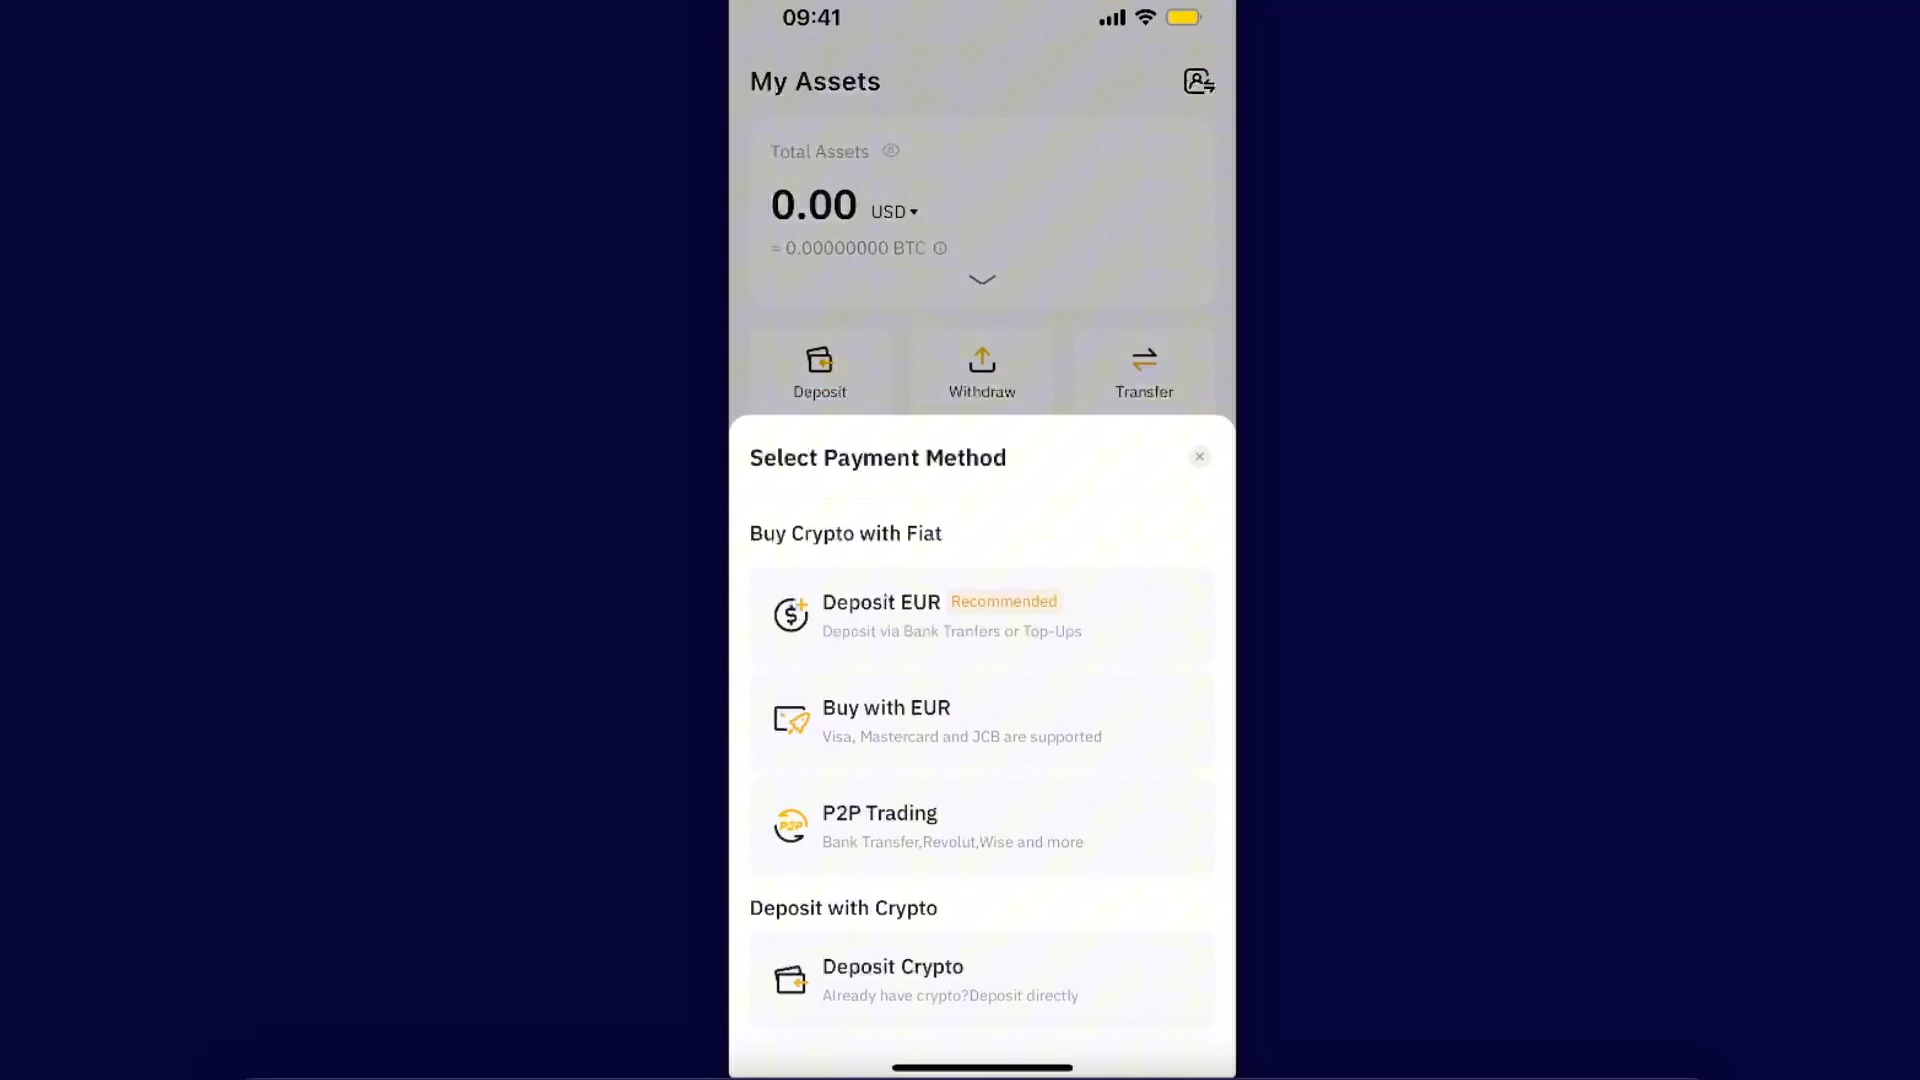 09:41
My Assets
Total Assets
0.00 USD
≈ 0.00000000 BTC
Deposit
Withdraw
Transfer
Select Payment Method
Buy Crypto with Fiat
Deposit EUR Recommended
Deposit via Bank Tranfers or Top-Ups
Buy with EUR
Visa, Mastercard and JCB are supported
P2P
P2P Trading
Bank Transfer,Revolut,Wise and more
Deposit with Crypto
Deposit Crypto
Already have crypto?Deposit directly